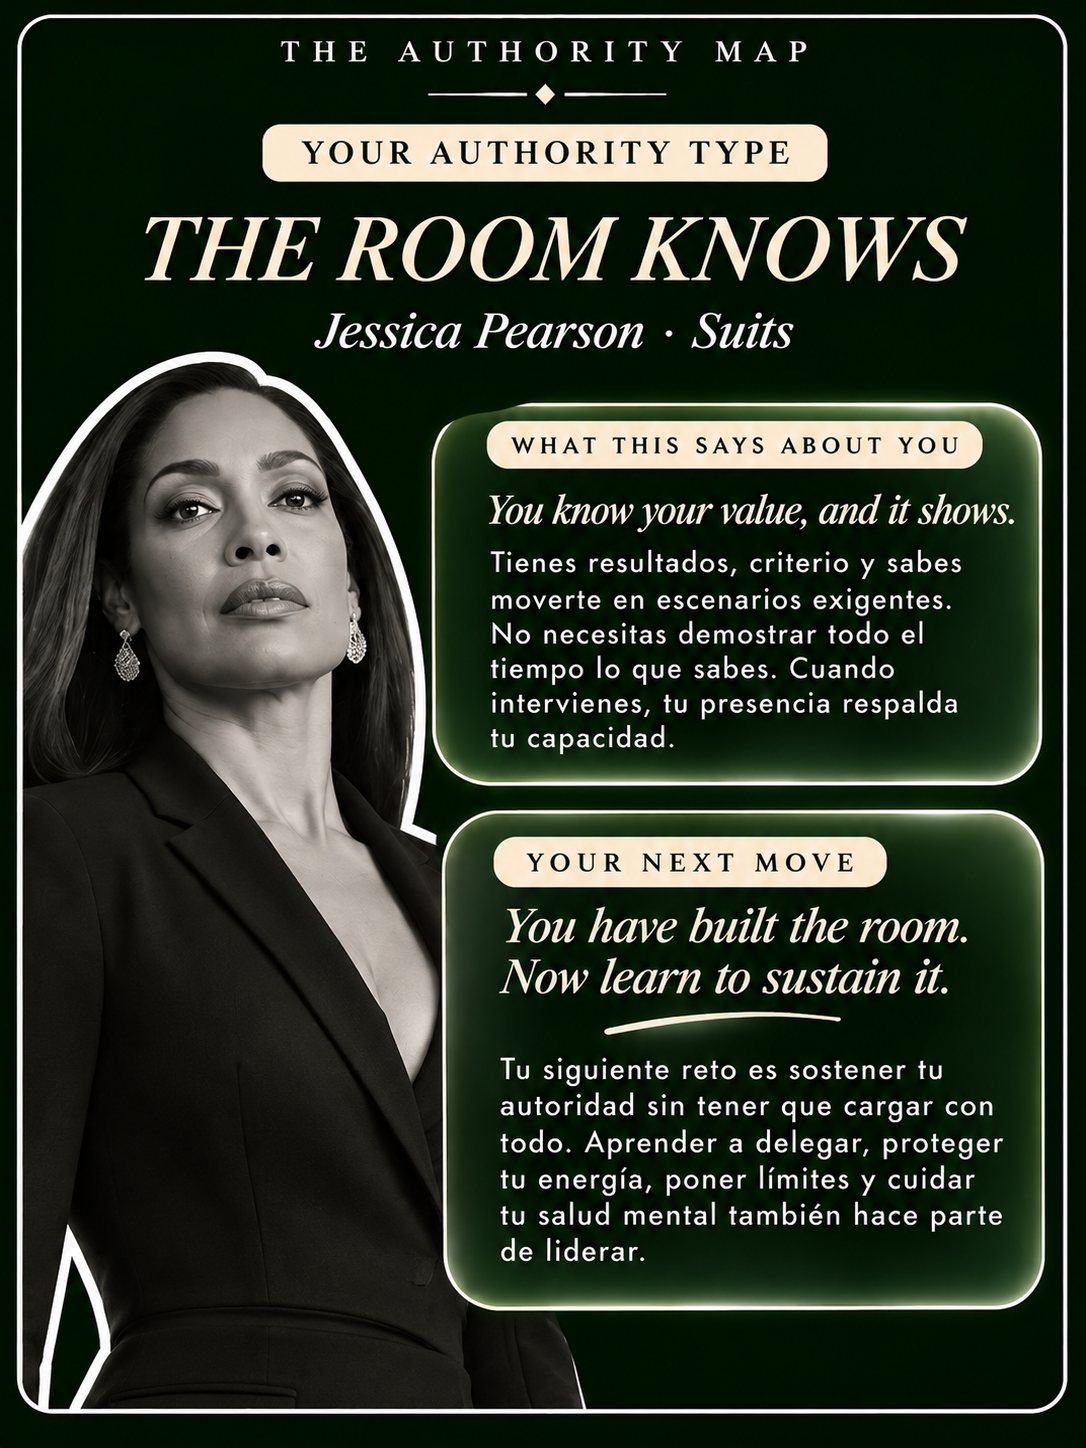 THE AUTHORITY MAP
YOUR AUTHORITY TYPE
THE ROOM KNOWS
Jessica Pearson · Suits
WHAT THIS SAYS ABOUT YOU
You know your value, and it shows.
Tienes resultados, criterio y sabes
moverte en escenarios exigentes.
No necesitas demostrar todo el
tiempo lo que sabes. Cuando
intervienes, tu presencia respalda
tu capacidad.
YOUR NEXT MOVE
You have built the room.
Now learn to sustain it.
Tu siguiente reto es sostener tu
autoridad sin tener que cargar con
todo. Aprender a delegar, proteger
tu energía, poner límites y cuidar
tu salud mental también hace parte
de liderar.